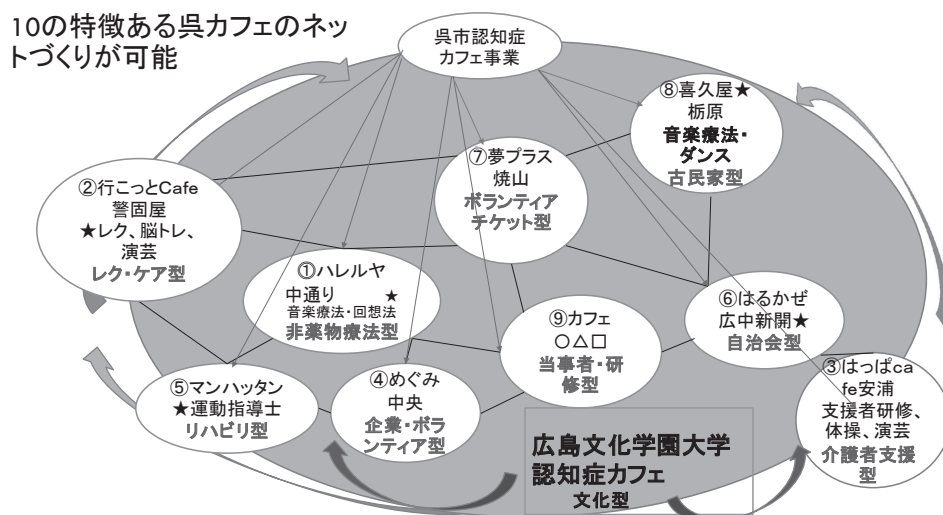 10の特徴ある呉カフェのネッ
トづくりが可能
呉市認知症
カフェ事業
⑧喜久屋★
栃原
音楽療法・
ダンス
古民家型
⑦夢プラス
焼山
ボランティア
チケット型
②行こっとCafe
警固屋
★レク、脳トレ、
演芸
レク・ケア型
①ハレルヤ
中通り ★
音楽療法・回想法
非薬物療法型
⑥はるかぜ
広中新開★
自治会型
⑨カフェ
○△□
当事者・研
修型
③はっぱca
fe安浦
支援者研修、
体操、演芸
介護者支援
型
⑤マンハッタン
★運動指導士
リハビリ型
④めぐみ
中央
企業・ボラ
ンティア型
広島文化学園大学
認知症カフェ
文化型